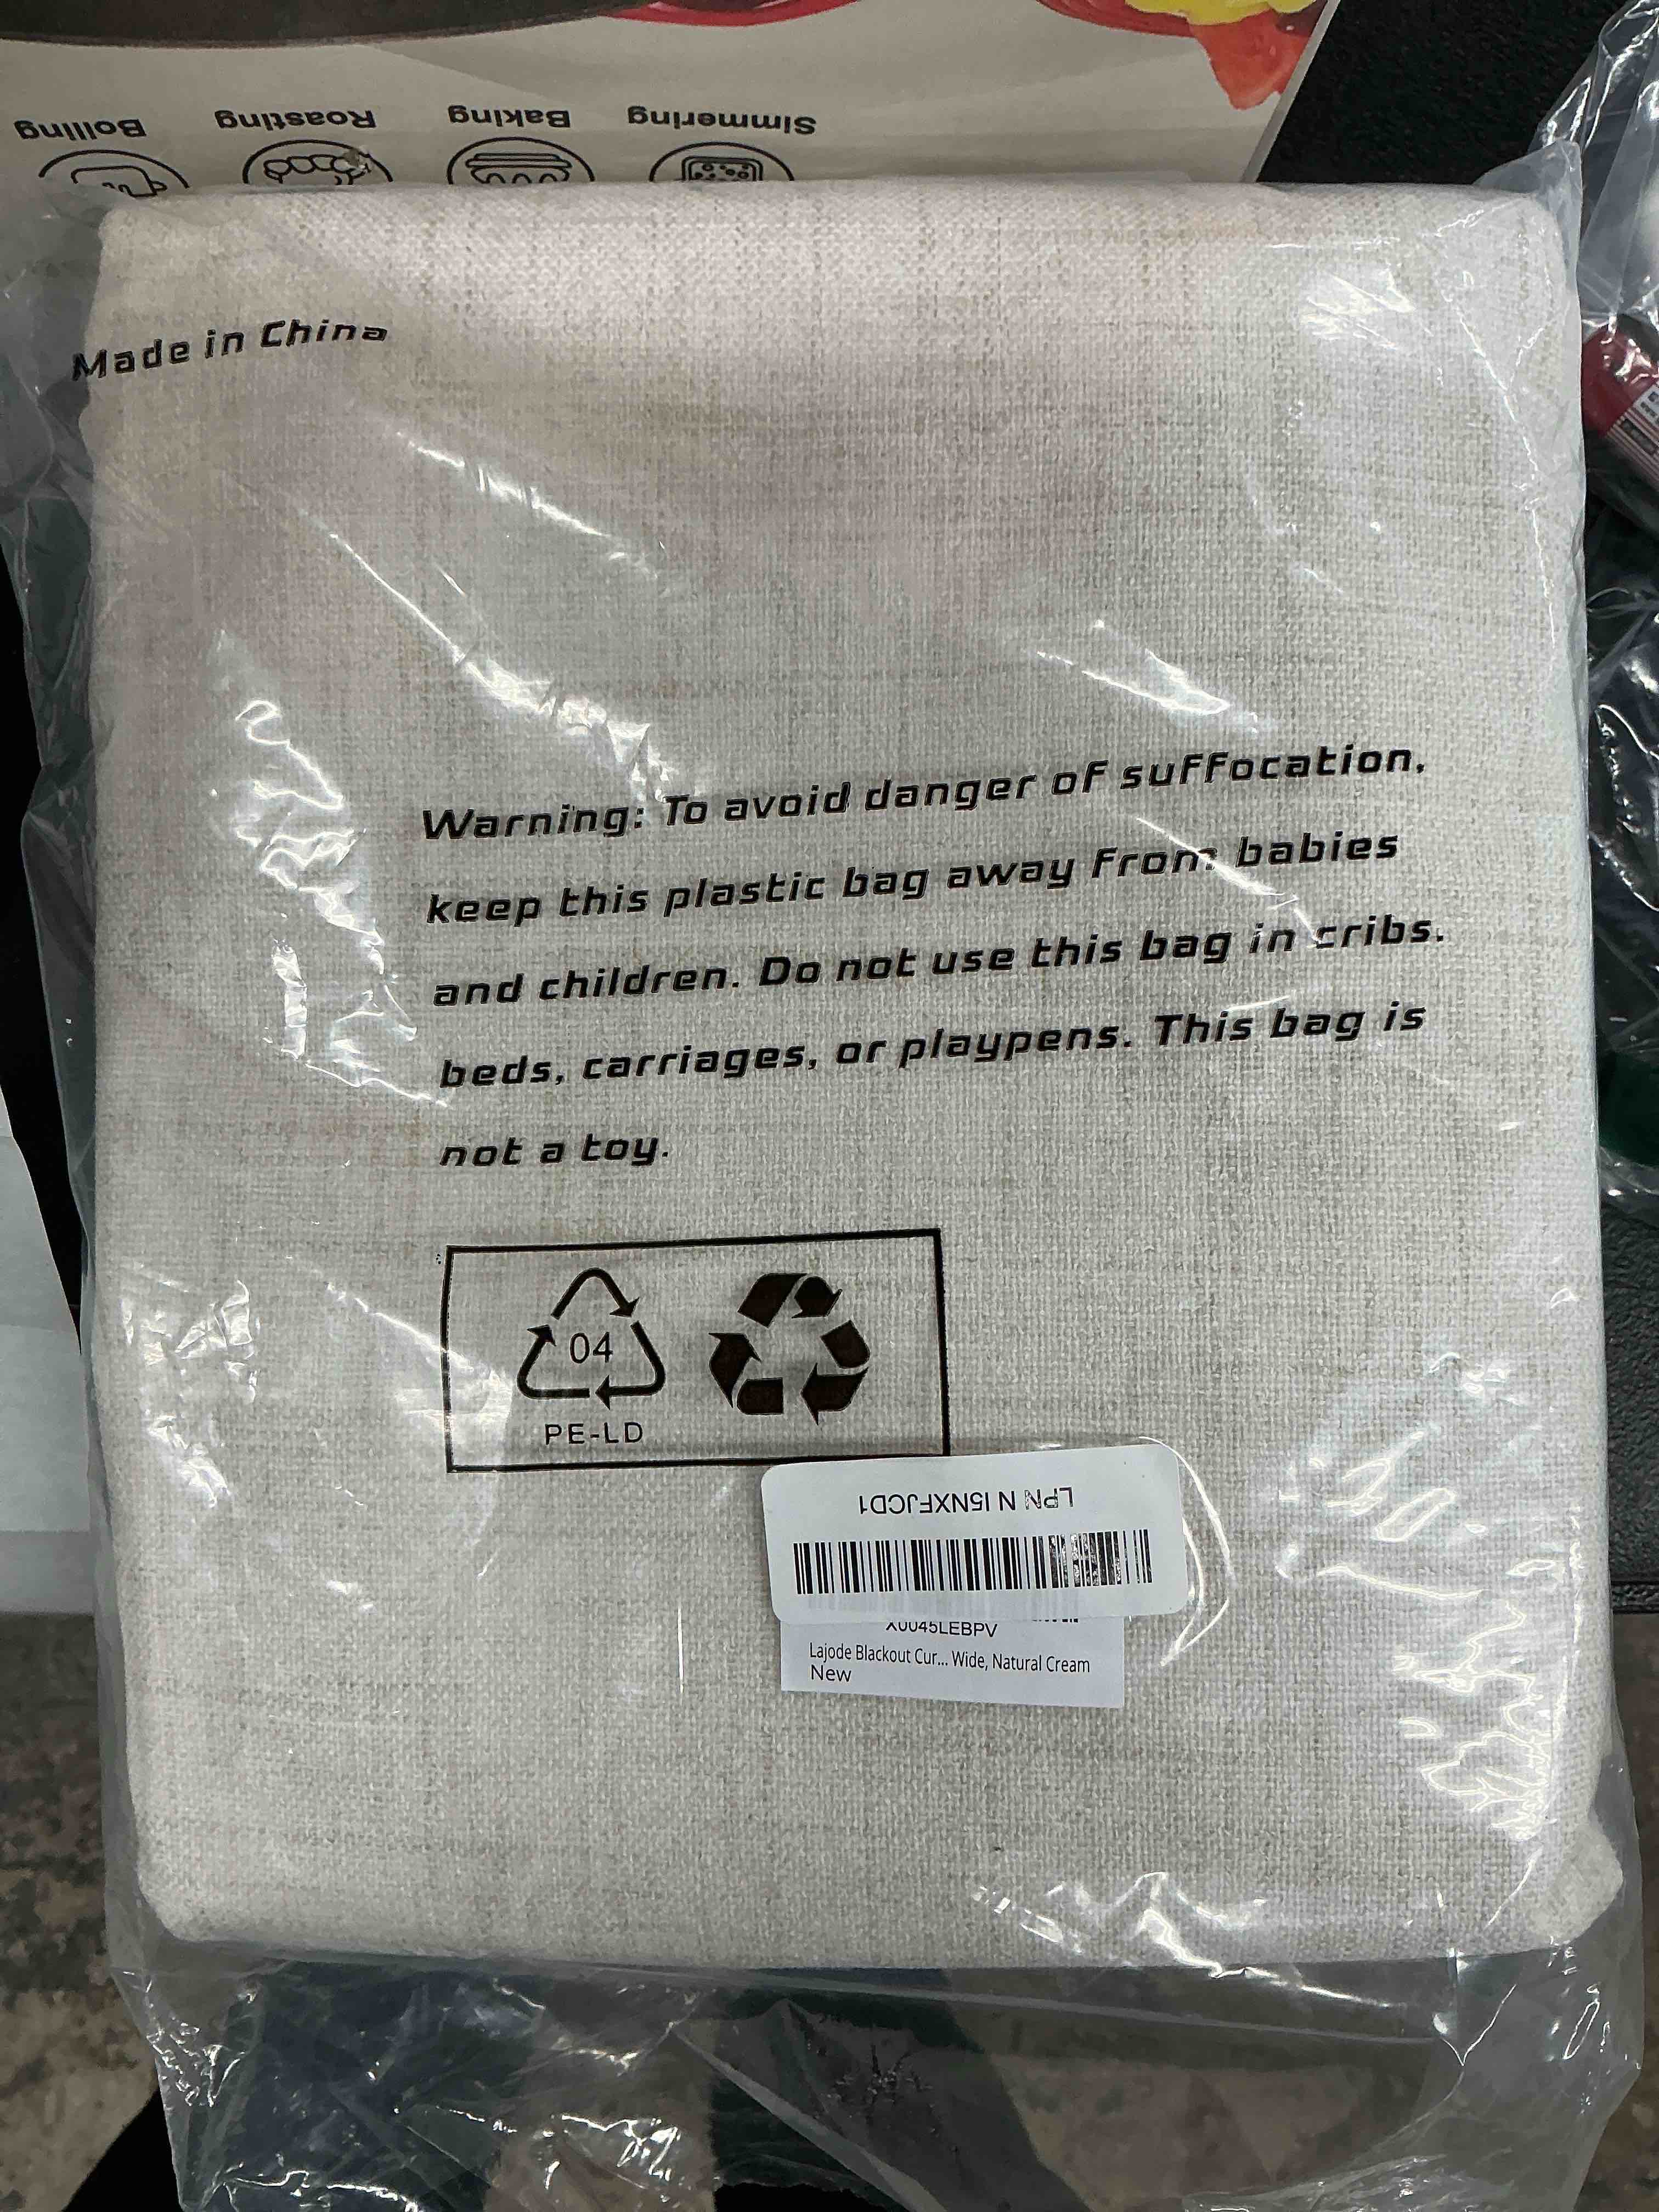 Simmering
Baking
Roasting
Boiling
Made in China
Warning: To avoid danger of suffocation,
keep this plastic bag away from babies
and children. Do not use this bag in cribs.
beds, carriages, or playpens. This bag is
not a toy.
04
PE-LD
LPN N I5NXFJCD1
X0045LEBPV
Lajode Blackout Cur... Wide, Natural Cream
New